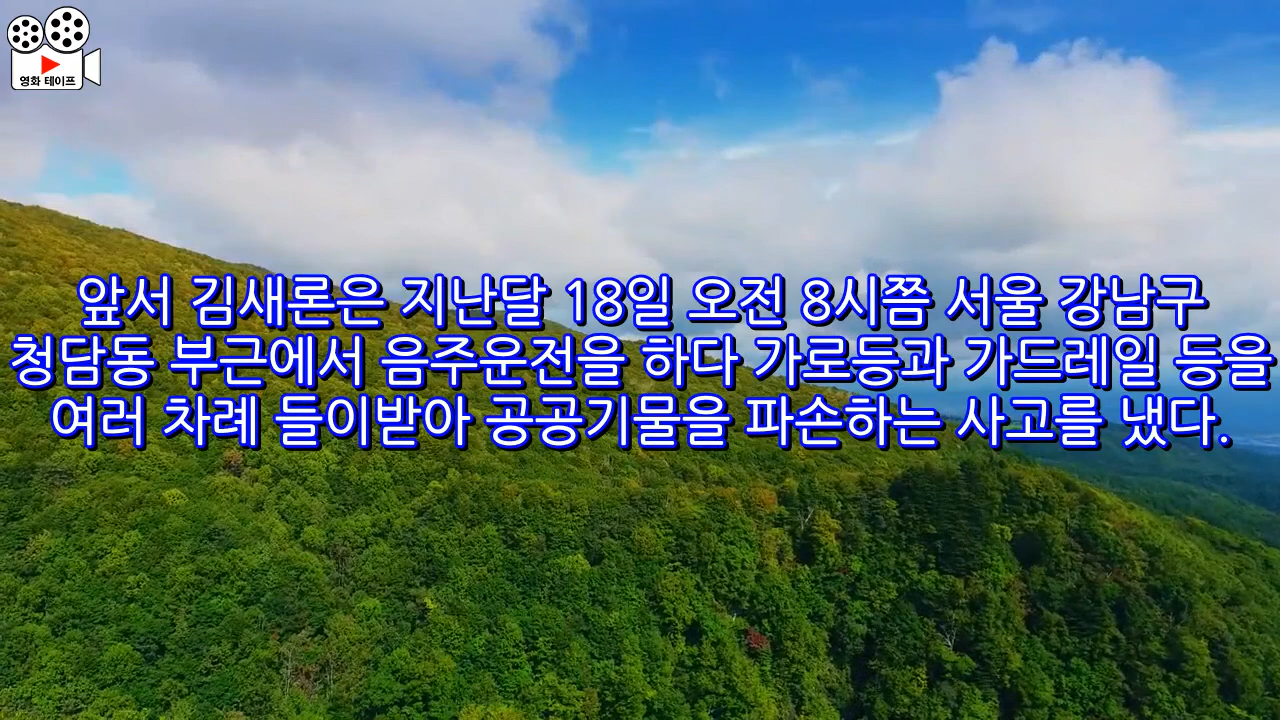 영화 테이프
앞서 김새론은 지난달 18일 오전 8시쯤 서울 강남구
청담동 부근에서 음주운전을 하다 가로등과 가드레일 등을
여러 차례 들이받아 공공기물을 파손하는 사고를 냈다.